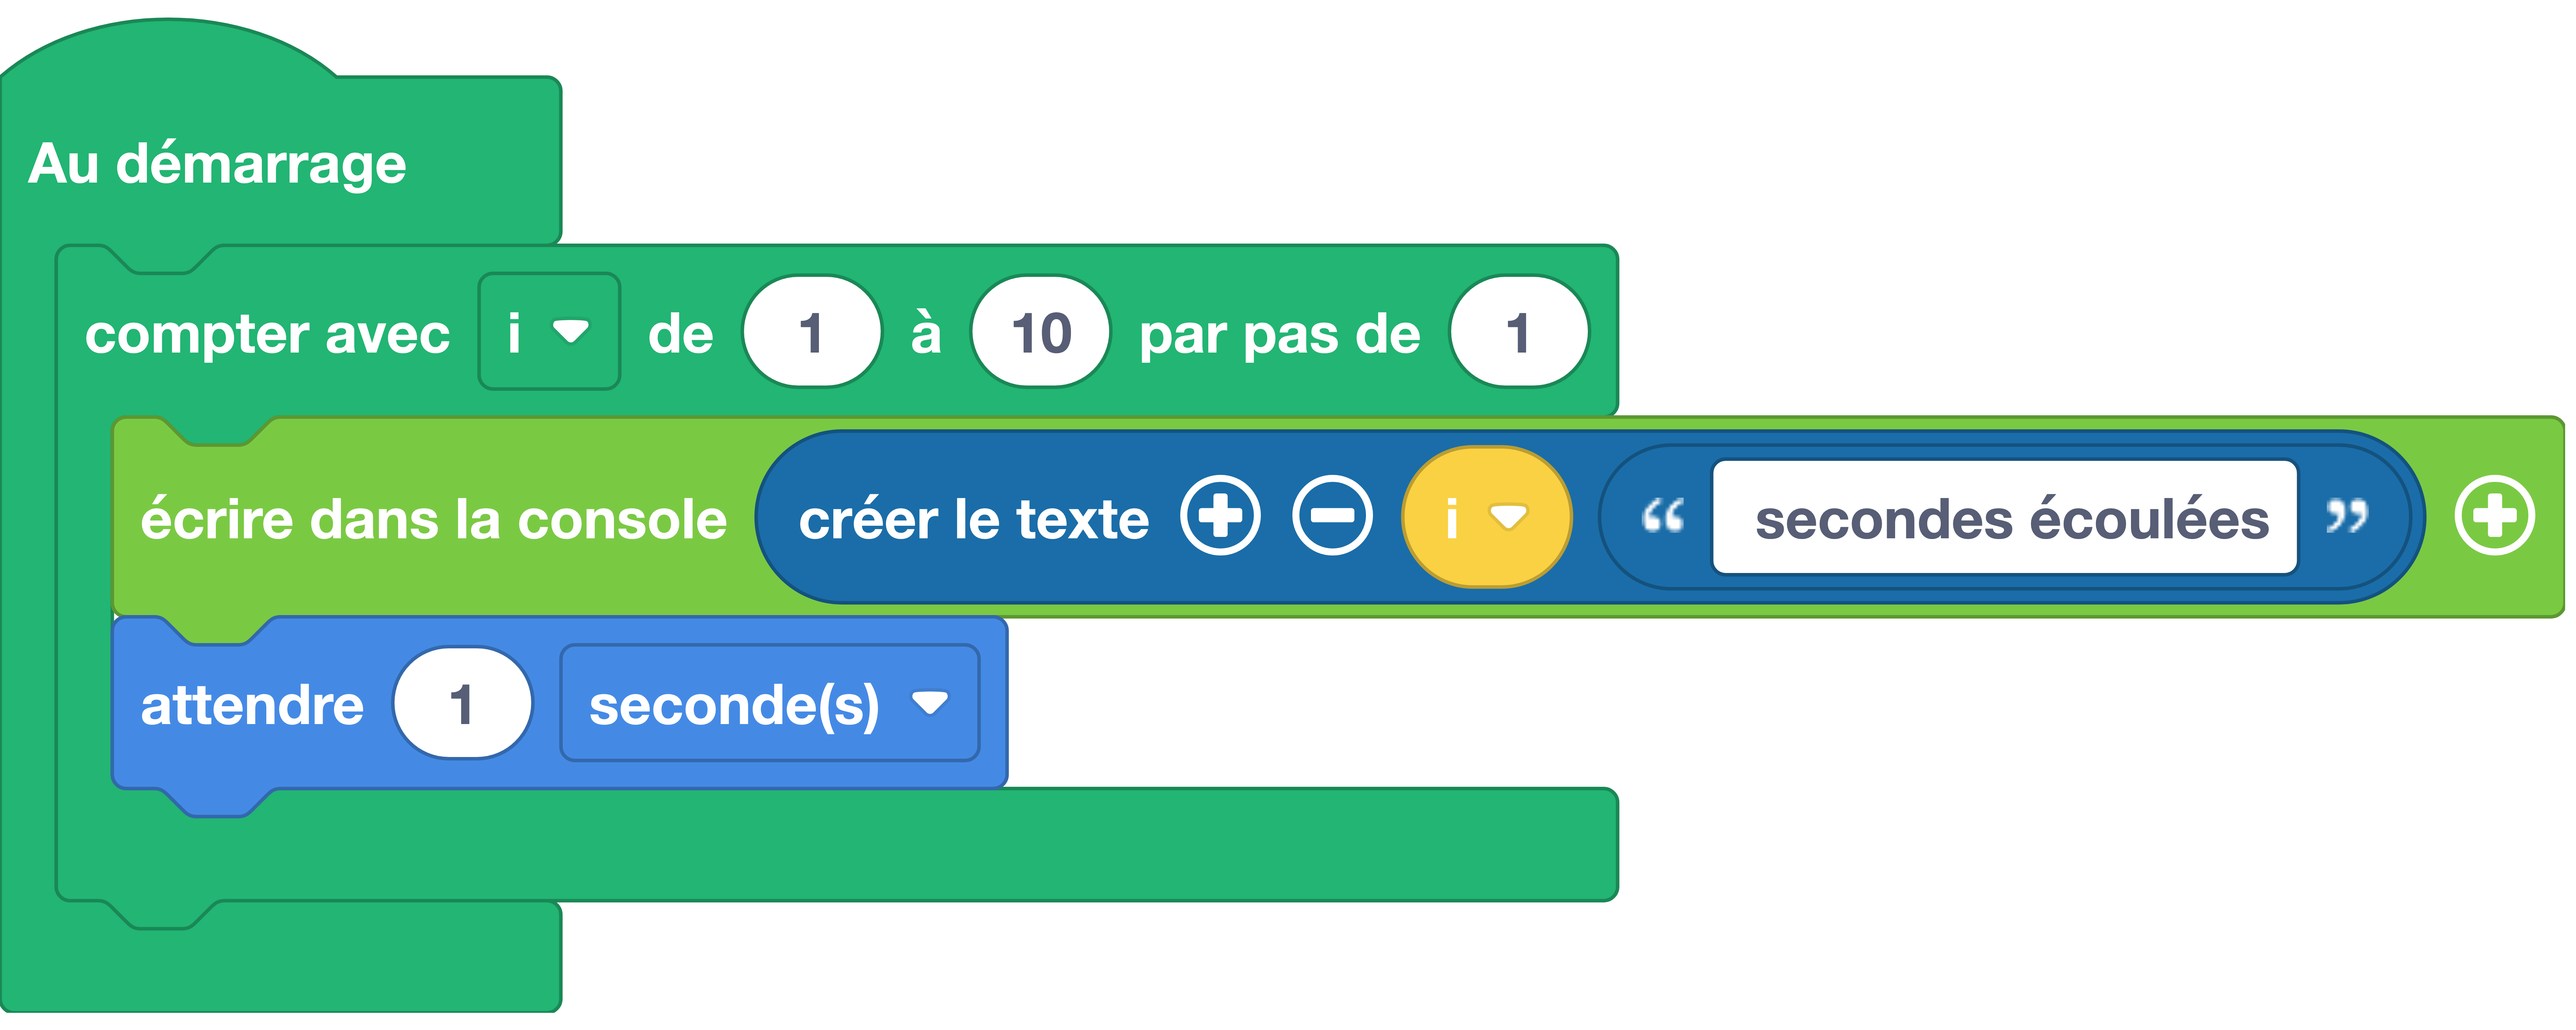 Au démarrage
compter avec i de 1 à 10 par pas de 1
écrire dans la console créer le texte i “ secondes écoulées ”
attendre 1 seconde(s)